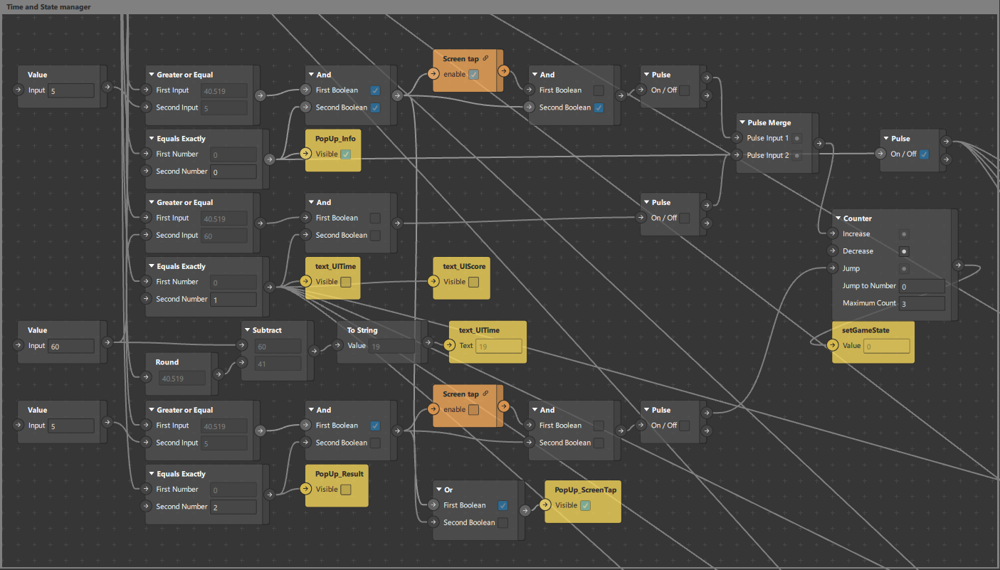 Time and State manager
Value
Input 5
Greater or Equal
First Input 40.519
Second Input 5
And
First Boolean
Second Boolean
Screen tap
enable
And
First Boolean
Second Boolean
Pulse
On / Off
Equals Exactly
First Number 0
Second Number 0
PopUp_Info
Visible
Pulse Merge
Pulse Input 1
Pulse Input 2
Pulse
On / Off
Greater or Equal
First Input 40.519
Second Input 60
And
First Boolean
Second Boolean
Pulse
On / Off
Counter
Increase
Decrease
Jump
Jump to Number 0
Maximum Count 3
Equals Exactly
First Number 0
Second Number 1
text_UITime
Visible
text_UIScore
Visible
Value
Input 60
Subtract
60
41
To String
Value 19
text_UITime
Text 19
setGameState
Value 0
Round
40.519
Value
Input 5
Greater or Equal
First Input 40.519
Second Input 5
And
First Boolean
Second Boolean
Screen tap
enable
And
First Boolean
Second Boolean
Pulse
On / Off
Equals Exactly
First Number 0
Second Number 2
PopUp_Result
Visible
Or
First Boolean
Second Boolean
PopUp_ScreenTap
Visible